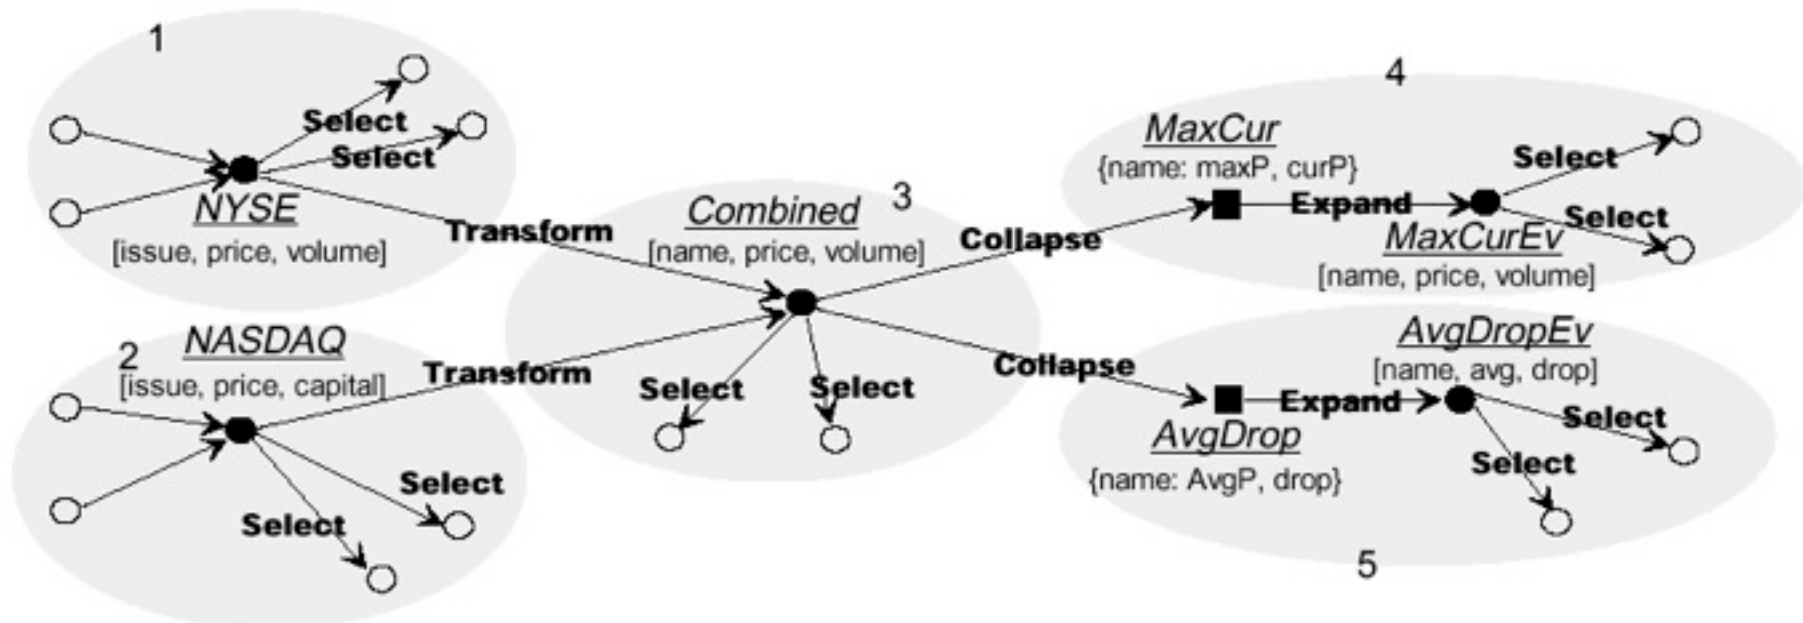 1
Select
Select
NYSE
[issue, price, volume]
Transform
2
NASDAQ
[issue, price, capital]
Transform
Select
Select
3
Combined
[name, price, volume]
Select
Select
Collapse
Collapse
4
MaxCur
{name: maxP, curP}
Expand
Select
Select
MaxCurEv
[name, price, volume]
AvgDropEv
[name, avg, drop]
Expand
Select
AvgDrop
Select
{name: AvgP, drop}
5